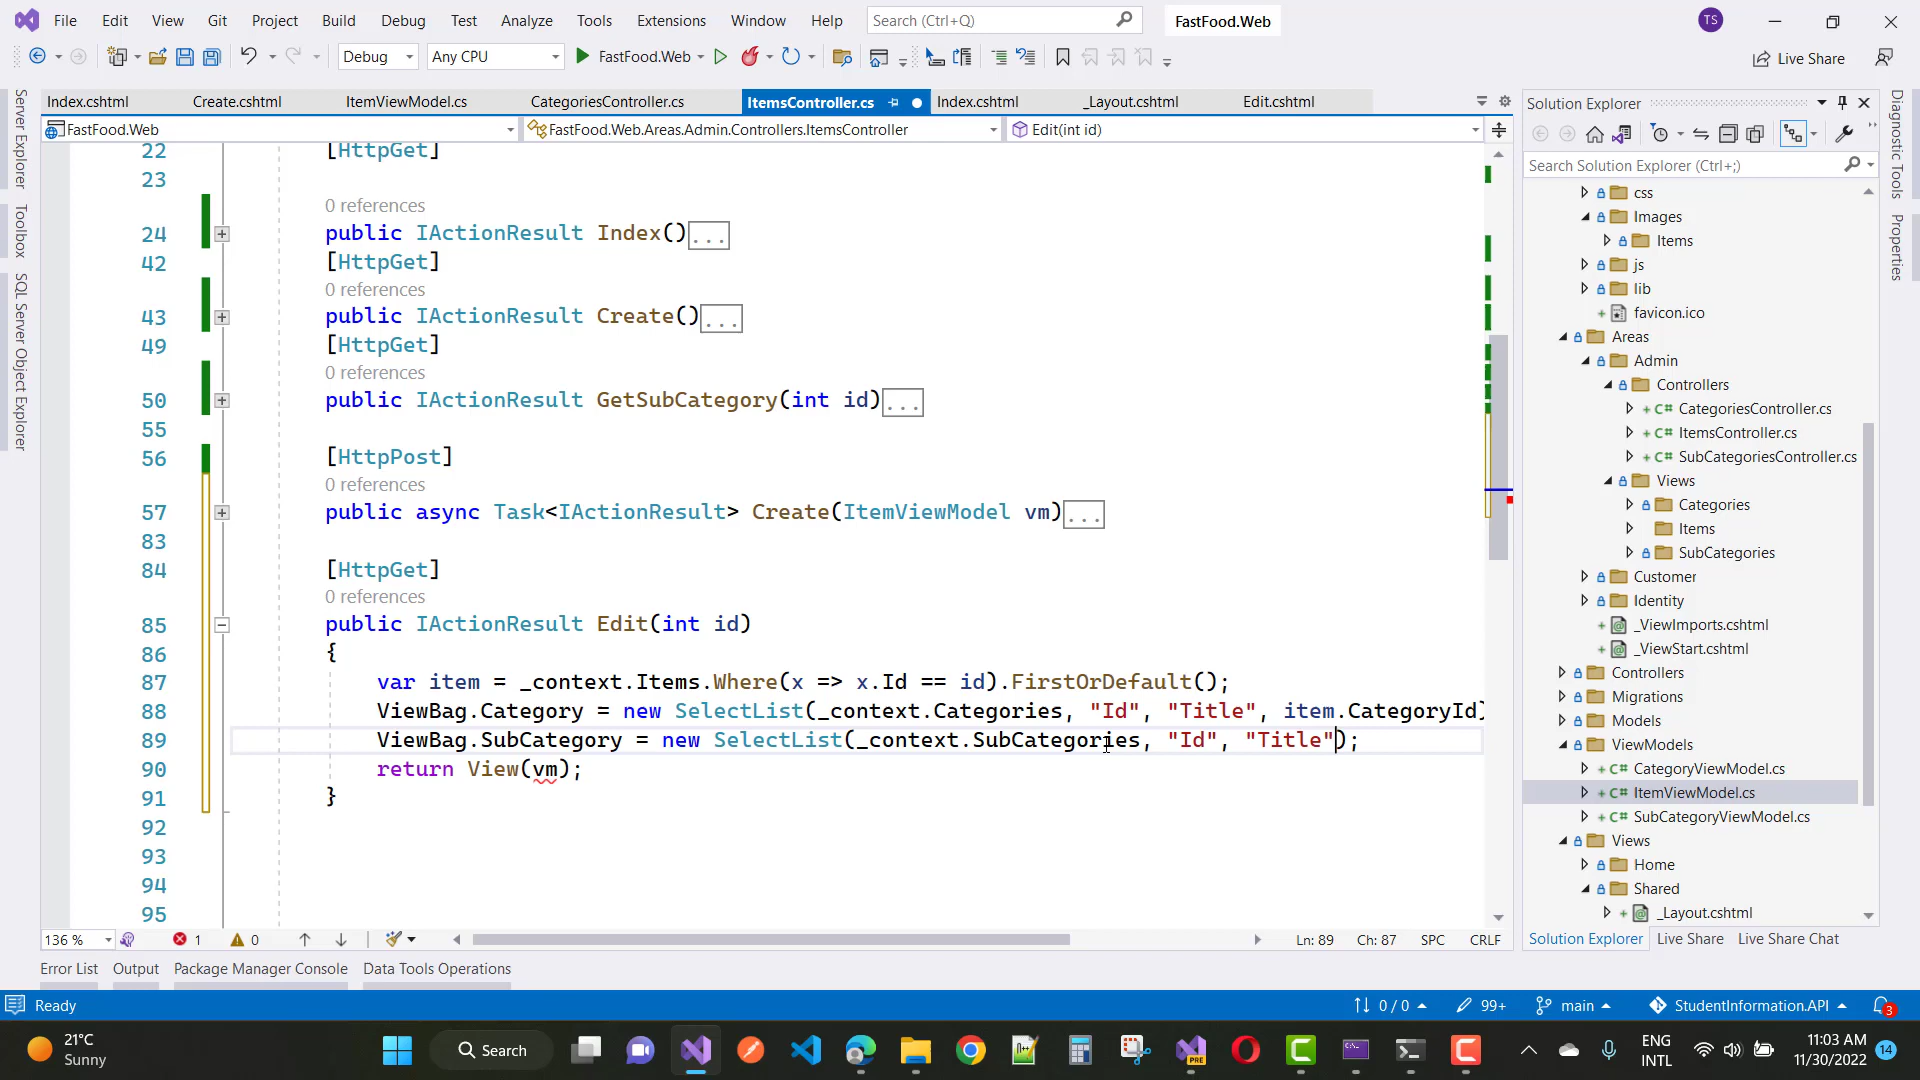 File Edit View Git Project Build Debug Test Analyze Tools Extensions Window Help Search (Ctrl+Q) FastFood.Web TS
Debug Any CPU FastFood.Web Live Share
Index.cshtml Create.cshtml ItemViewModel.cs CategoriesController.cs ItemsController.cs Index.cshtml _Layout.cshtml Edit.cshtml
FastFood.Web FastFood.Web.Areas.Admin.Controllers.ItemsController Edit(int id)
Server Explorer
Toolbox
SQL Server Object Explorer
22 [HttpGet]
23
0 references
24 public IActionResult Index()...
42 [HttpGet]
0 references
43 public IActionResult Create()...
49 [HttpGet]
0 references
50 public IActionResult GetSubCategory(int id)...
55
56 [HttpPost]
0 references
57 public async Task<IActionResult> Create(ItemViewModel vm)...
83
84 [HttpGet]
0 references
85 public IActionResult Edit(int id)
86 {
87 var item = _context.Items.Where(x => x.Id == id).FirstOrDefault();
88 ViewBag.Category = new SelectList(_context.Categories, "Id", "Title", item.CategoryId)
89 ViewBag.SubCategory = new SelectList(_context.SubCategories, "Id", "Title");
90 return View(vm);
91 }
92
93
94
95
136 % 1 0 Ln: 89 Ch: 87 SPC CRLF
Error List Output Package Manager Console Data Tools Operations
Solution Explorer
Search Solution Explorer (Ctrl+;)
css
Images
Items
js
lib
favicon.ico
Areas
Admin
Controllers
CategoriesController.cs
ItemsController.cs
SubCategoriesController.cs
Views
Categories
Items
SubCategories
Customer
Identity
_ViewImports.cshtml
_ViewStart.cshtml
Controllers
Migrations
Models
ViewModels
CategoryViewModel.cs
ItemViewModel.cs
SubCategoryViewModel.cs
Views
Home
Shared
_Layout.cshtml
Solution Explorer Live Share Live Share Chat
Diagnostic Tools
Properties
Ready 0 / 0 99+ main StudentInformation.API 3
21°C
Sunny
Search
PRE
ENG
INTL
11:03 AM
11/30/2022
14